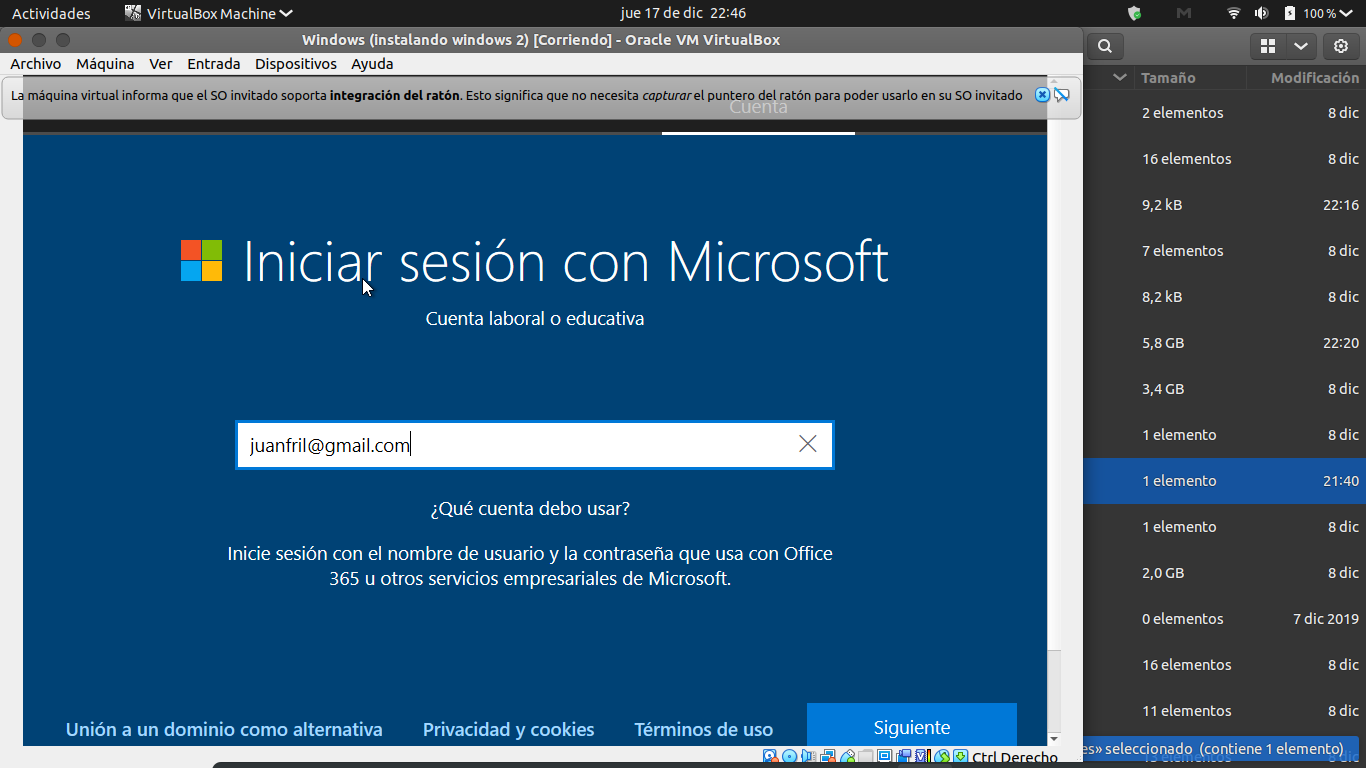 Actividades VirtualBox Machine jue 17 de dic 22:46 100 %
Windows (instalando windows 2) [Corriendo] - Oracle VM VirtualBox
Archivo Máquina Ver Entrada Dispositivos Ayuda
La máquina virtual informa que el SO invitado soporta integración del ratón. Esto significa que no necesita capturar el puntero del ratón para poder usarlo en su SO invitado
Cuenta
Iniciar sesión con Microsoft
Cuenta laboral o educativa
juanfril@gmail.com
¿Qué cuenta debo usar?
Inicie sesión con el nombre de usuario y la contraseña que usa con Office
365 u otros servicios empresariales de Microsoft.
Unión a un dominio como alternativa Privacidad y cookies Términos de uso Siguiente
Ctrl Derecho
Tamaño Modificación
2 elementos 8 dic
16 elementos 8 dic
9,2 kB 22:16
7 elementos 8 dic
8,2 kB 8 dic
5,8 GB 22:20
3,4 GB 8 dic
1 elemento 8 dic
1 elemento 21:40
1 elemento 8 dic
2,0 GB 8 dic
0 elementos 7 dic 2019
16 elementos 8 dic
11 elementos 8 dic
es» seleccionado (contiene 1 elemento)